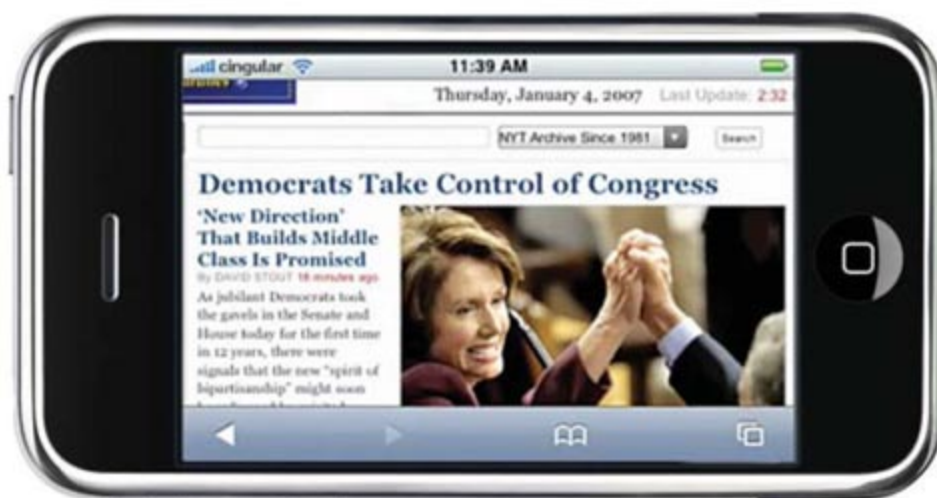 cingular 11:39 AM
Thursday, January 4, 2007 Last Update: 2:32
NYT Archive Since 1981 Search
Democrats Take Control of Congress
‘New Direction’
That Builds Middle
Class Is Promised
By DAVID STOUT 18 minutes ago
As jubilant Democrats took
the gavels in the Senate and
House today for the first time
in 12 years, there were
signals that the new “spirit of
bipartisanship” might soon